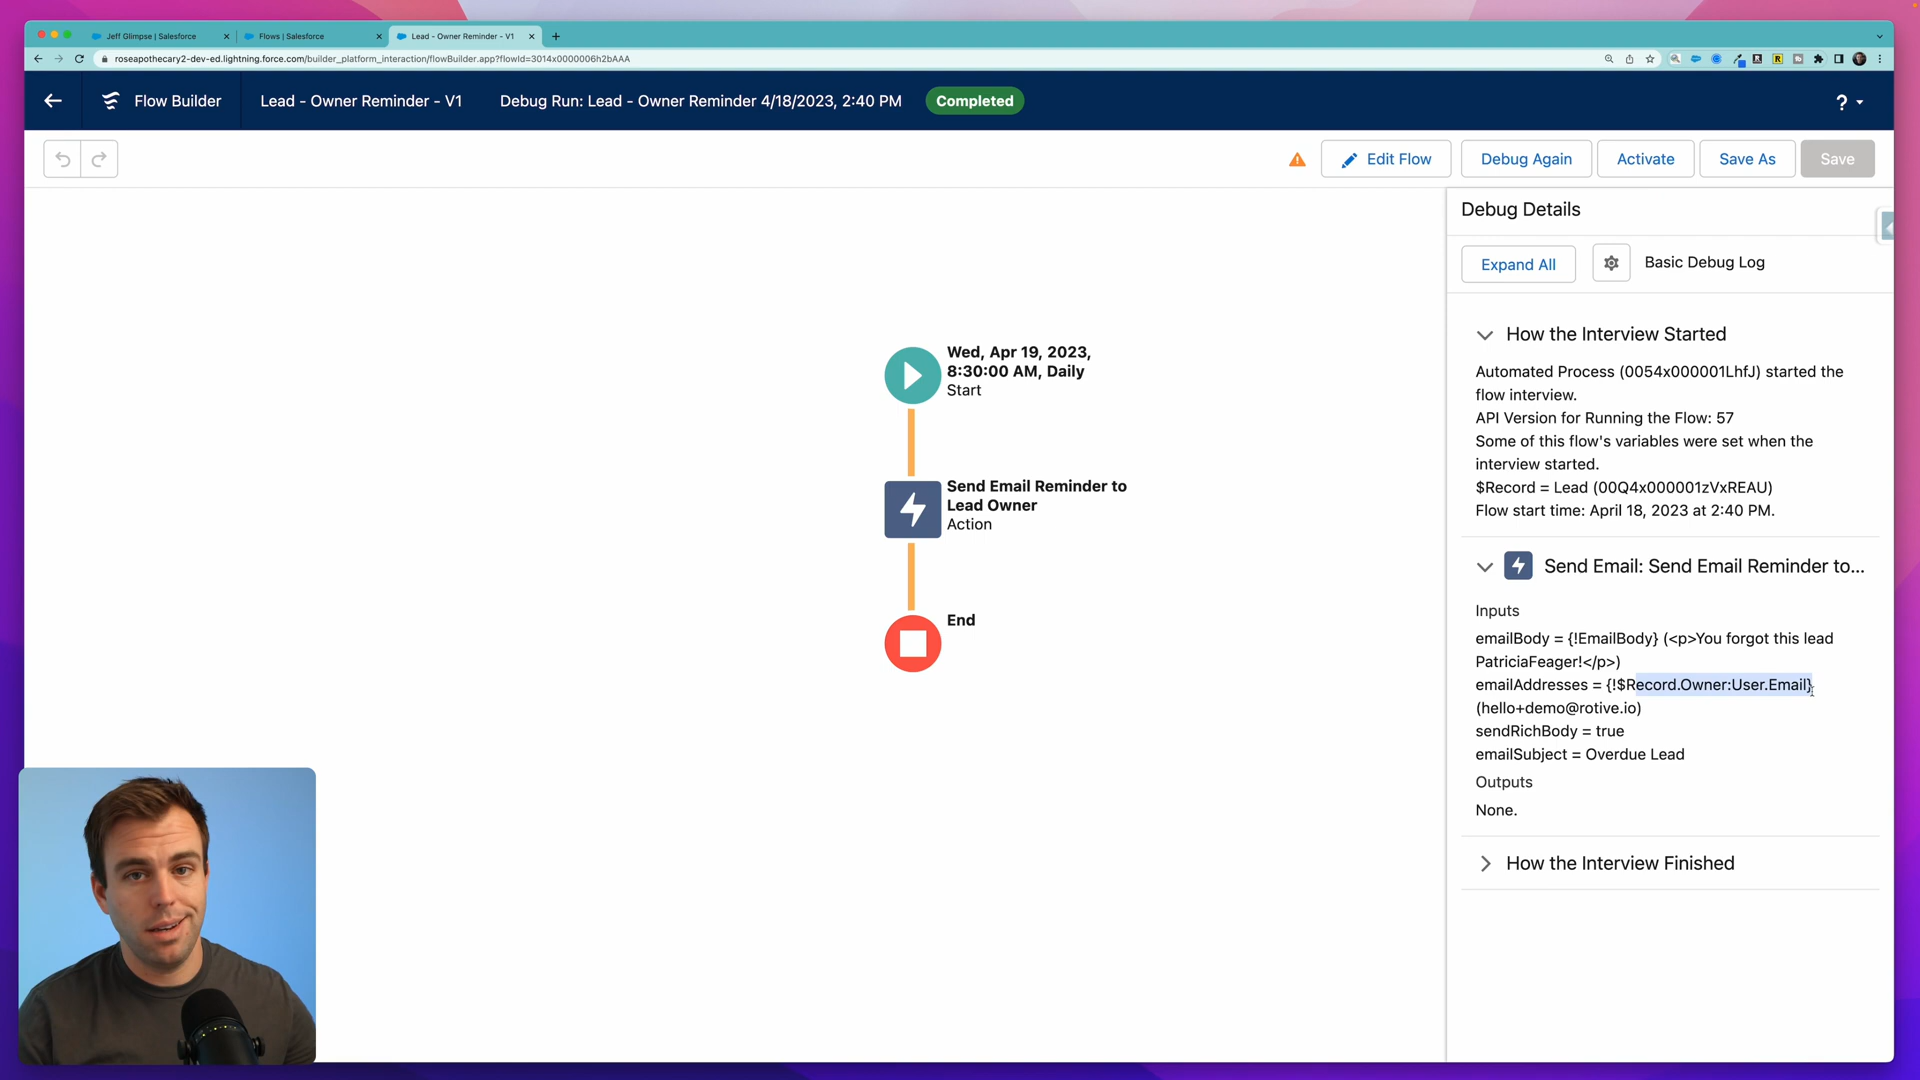 Jeff Glimpse | Salesforce
Flows | Salesforce
Lead - Owner Reminder - V1
roseapothecary2-dev-ed.lightning.force.com/builder_platform_interaction/flowBuilder.app?flowId=3014x0000006h2bAAA
Flow Builder
Lead - Owner Reminder - V1
Debug Run: Lead - Owner Reminder 4/18/2023, 2:40 PM
Completed
?
Edit Flow
Debug Again
Activate
Save As
Save
Debug Details
Expand All
Basic Debug Log
Wed, Apr 19, 2023,
8:30:00 AM, Daily
Start
Send Email Reminder to
Lead Owner
Action
End
How the Interview Started
Automated Process (0054x000001LhfJ) started the
flow interview.
API Version for Running the Flow: 57
Some of this flow's variables were set when the
interview started.
$Record = Lead (00Q4x000001zVxREAU)
Flow start time: April 18, 2023 at 2:40 PM.
Send Email: Send Email Reminder to...
Inputs
emailBody = {!EmailBody} (<p>You forgot this lead
PatriciaFeager!</p>)
emailAddresses = {!$Record.Owner:User.Email}
(hello+demo@rotive.io)
sendRichBody = true
emailSubject = Overdue Lead
Outputs
None.
How the Interview Finished